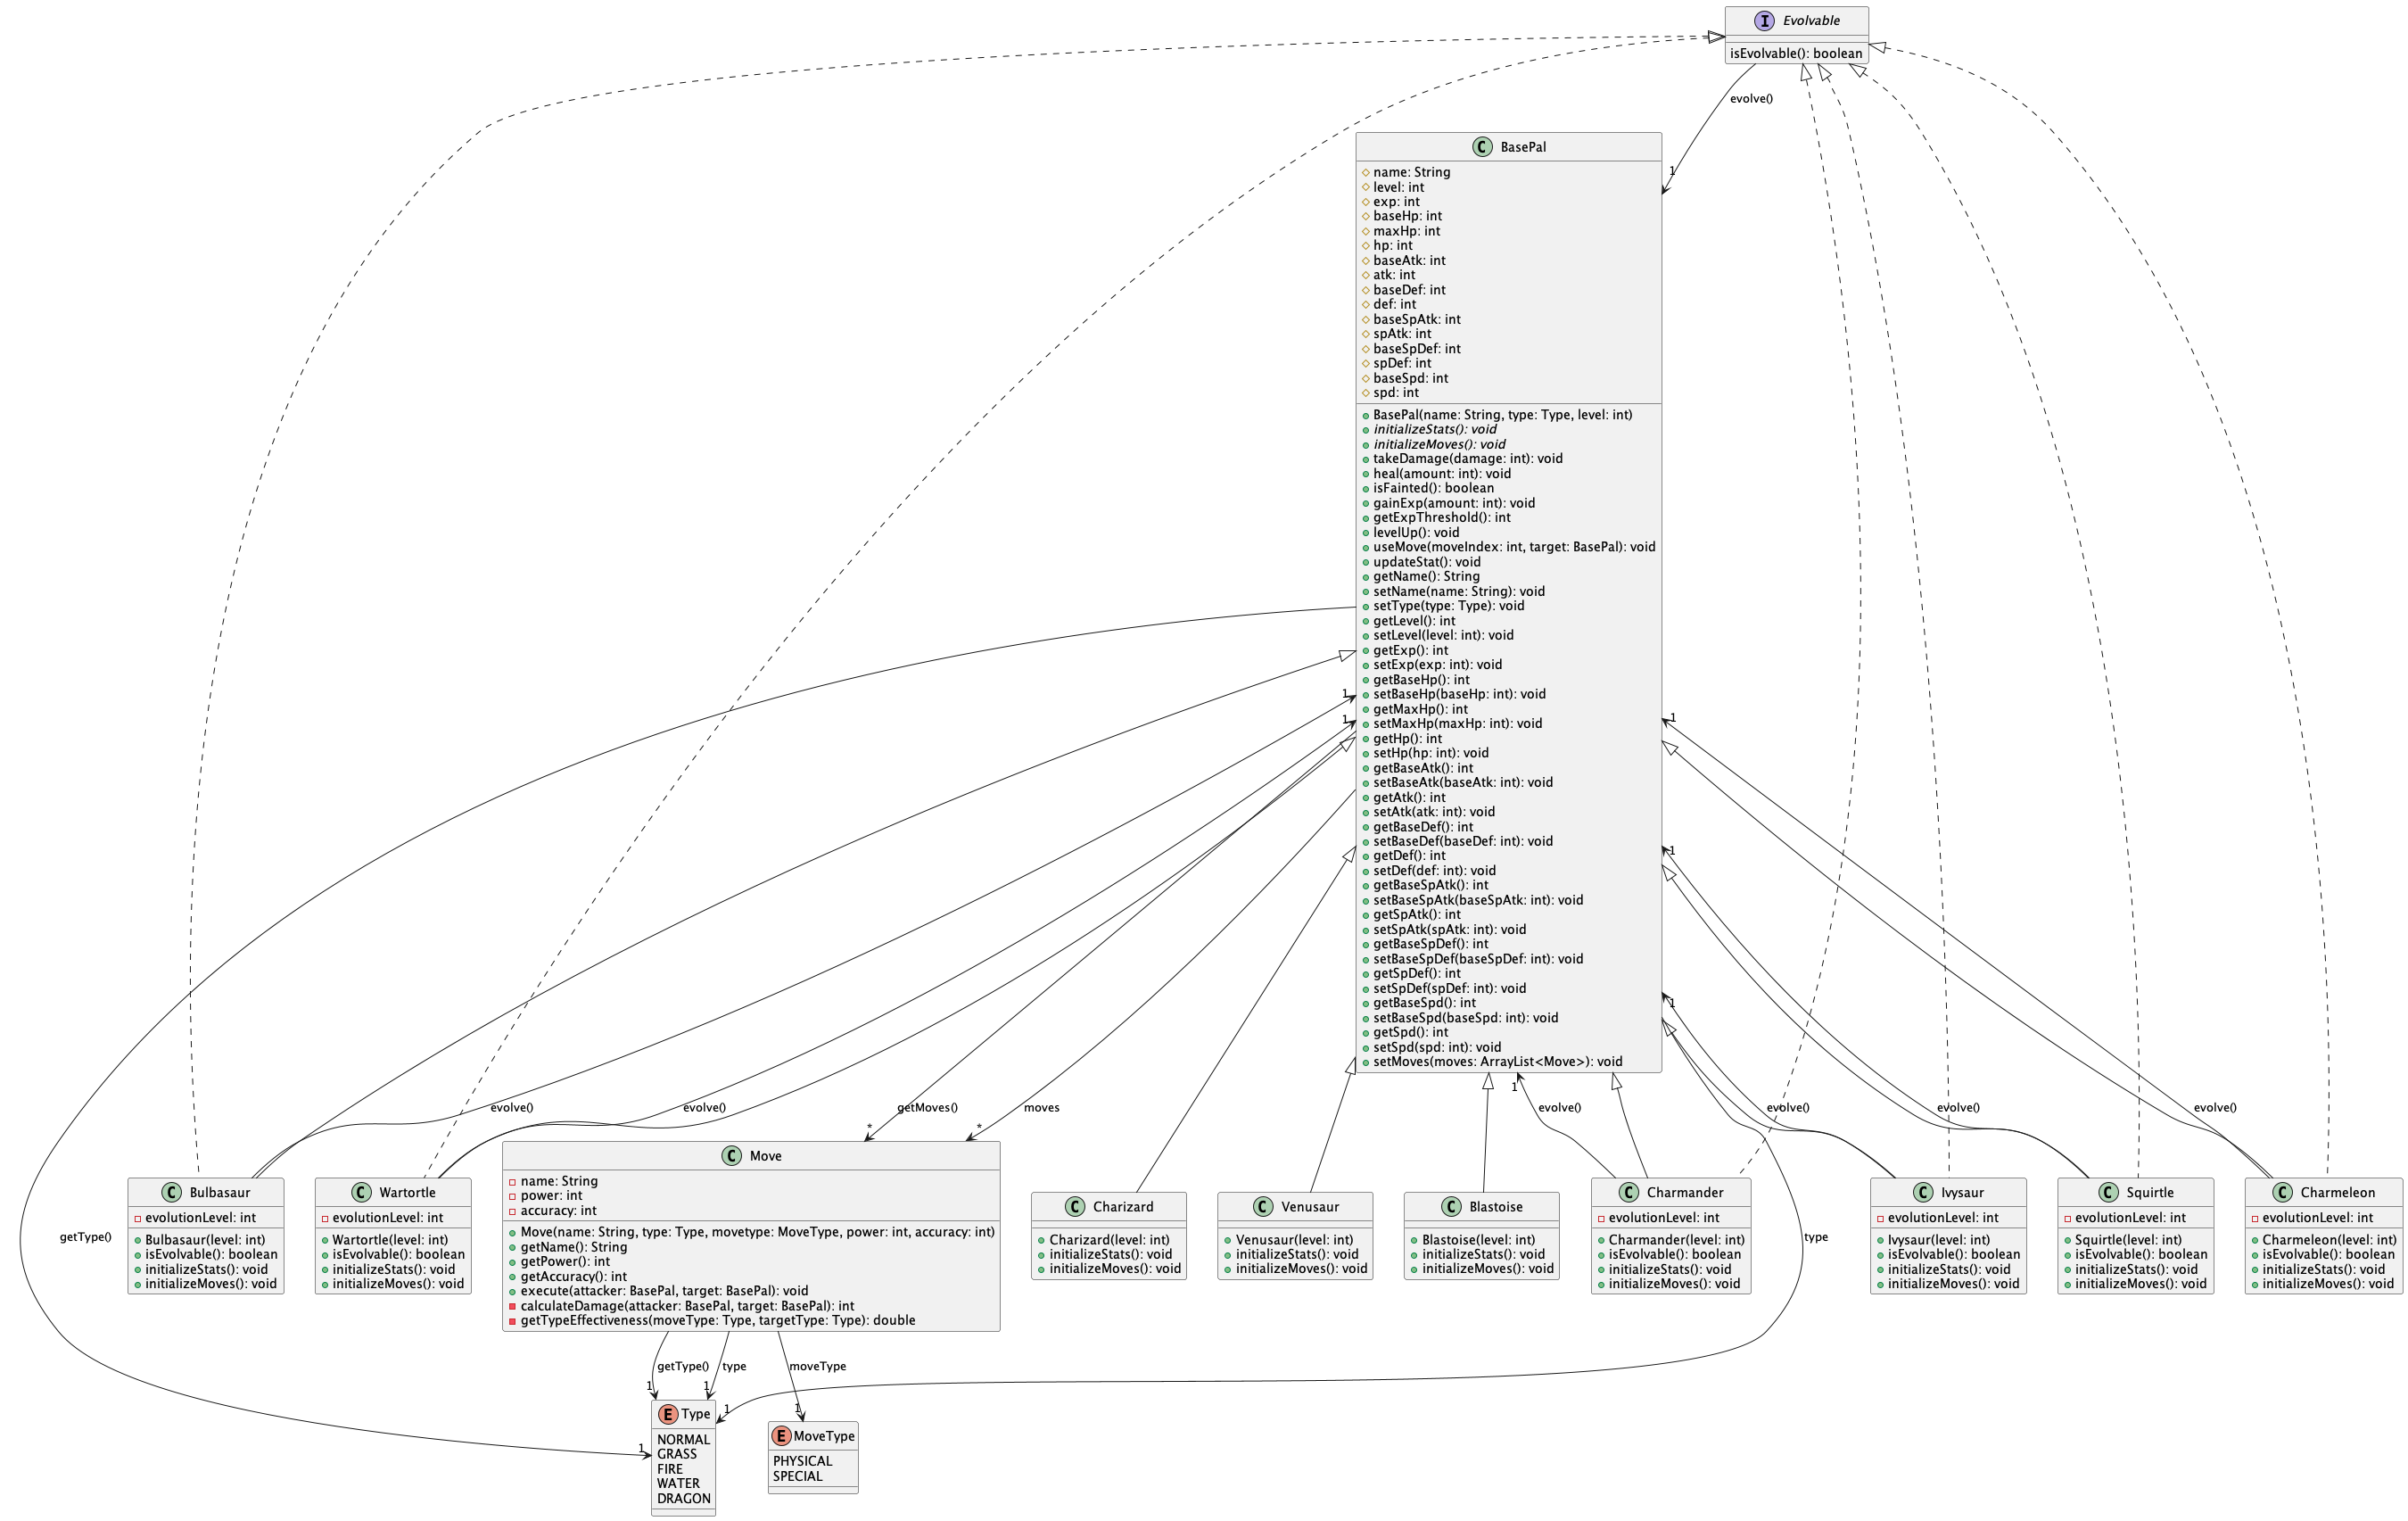 I Evolvable
isEvolvable(): boolean
evolve()
1
C BasePal
name: String
level: int
exp: int
baseHp: int
maxHp: int
hp: int
baseAtk: int
atk: int
baseDef: int
def: int
baseSpAtk: int
spAtk: int
baseSpDef: int
spDef: int
baseSpd: int
spd: int
BasePal(name: String, type: Type, level: int)
initializeStats(): void
initializeMoves(): void
takeDamage(damage: int): void
heal(amount: int): void
isFainted(): boolean
gainExp(amount: int): void
getExpThreshold(): int
levelUp(): void
useMove(moveIndex: int, target: BasePal): void
updateStat(): void
getName(): String
setName(name: String): void
setType(type: Type): void
getLevel(): int
setLevel(level: int): void
getExp(): int
setExp(exp: int): void
getBaseHp(): int
setBaseHp(baseHp: int): void
getMaxHp(): int
setMaxHp(maxHp: int): void
getHp(): int
setHp(hp: int): void
getBaseAtk(): int
setBaseAtk(baseAtk: int): void
getAtk(): int
setAtk(atk: int): void
getBaseDef(): int
setBaseDef(baseDef: int): void
getDef(): int
setDef(def: int): void
getBaseSpAtk(): int
setBaseSpAtk(baseSpAtk: int): void
getSpAtk(): int
setSpAtk(spAtk: int): void
getBaseSpDef(): int
setBaseSpDef(baseSpDef: int): void
getSpDef(): int
setSpDef(spDef: int): void
getBaseSpd(): int
setBaseSpd(baseSpd: int): void
getSpd(): int
setSpd(spd: int): void
setMoves(moves: ArrayList<Move>): void
1
1
1
1
1
1
evolve()
evolve()
getMoves()
*
moves
*
evolve()
evolve()
evolve()
evolve()
C Bulbasaur
evolutionLevel: int
Bulbasaur(level: int)
isEvolvable(): boolean
initializeStats(): void
initializeMoves(): void
C Wartortle
evolutionLevel: int
Wartortle(level: int)
isEvolvable(): boolean
initializeStats(): void
initializeMoves(): void
C Move
name: String
power: int
accuracy: int
Move(name: String, type: Type, movetype: MoveType, power: int, accuracy: int)
getName(): String
getPower(): int
getAccuracy(): int
execute(attacker: BasePal, target: BasePal): void
calculateDamage(attacker: BasePal, target: BasePal): int
getTypeEffectiveness(moveType: Type, targetType: Type): double
C Charizard
Charizard(level: int)
initializeStats(): void
initializeMoves(): void
C Venusaur
Venusaur(level: int)
initializeStats(): void
initializeMoves(): void
C Blastoise
Blastoise(level: int)
initializeStats(): void
initializeMoves(): void
C Charmander
evolutionLevel: int
Charmander(level: int)
isEvolvable(): boolean
initializeStats(): void
initializeMoves(): void
C Ivysaur
evolutionLevel: int
Ivysaur(level: int)
isEvolvable(): boolean
initializeStats(): void
initializeMoves(): void
C Squirtle
evolutionLevel: int
Squirtle(level: int)
isEvolvable(): boolean
initializeStats(): void
initializeMoves(): void
C Charmeleon
evolutionLevel: int
Charmeleon(level: int)
isEvolvable(): boolean
initializeStats(): void
initializeMoves(): void
getType()
type
getType()
type
moveType
1
1
1
1
1
E Type
NORMAL
GRASS
FIRE
WATER
DRAGON
E MoveType
PHYSICAL
SPECIAL